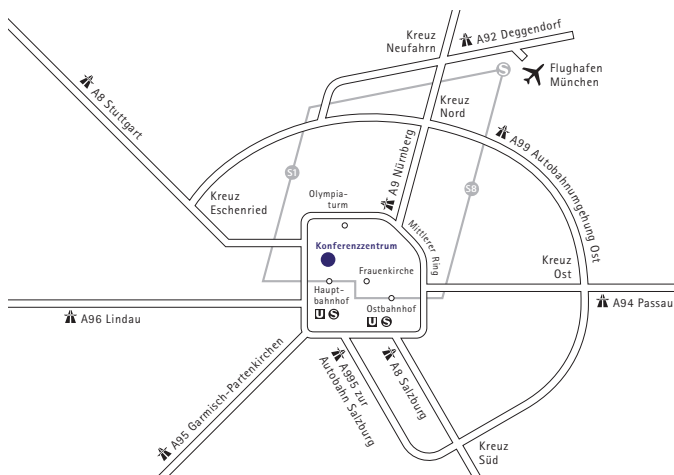 Kreuz
Neufahrn
A92 Deggendorf
S
Flughafen
München
A8 Stuttgart
Kreuz
Nord
A9 Nürnberg
A99 Autobahnumgehung Ost
S1
S8
Kreuz
Eschenried
Olympia-
turm
Mittlerer Ring
Konferenzzentrum
Kreuz
Ost
Frauenkirche
Haupt-
bahnhof
U S
Ostbahnhof
U S
A94 Passau
A96 Lindau
A95 Garmisch-Partenkirchen
A995 zur
Autobahn Salzburg
A8 Salzburg
Kreuz
Süd